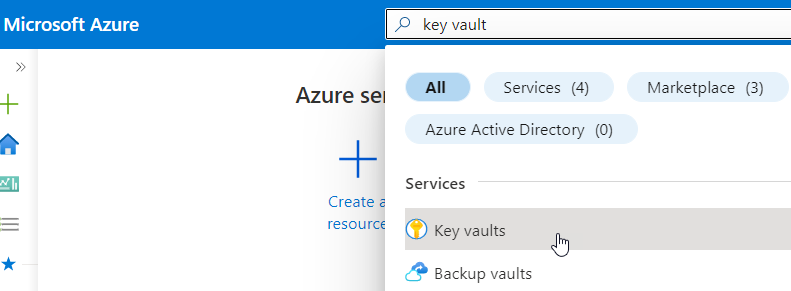 Microsoft Azure
key vault
All
Services (4)
Marketplace (3)
Azure Active Directory (0)
Azure ser
Create a
resource
Services
Key vaults
Backup vaults